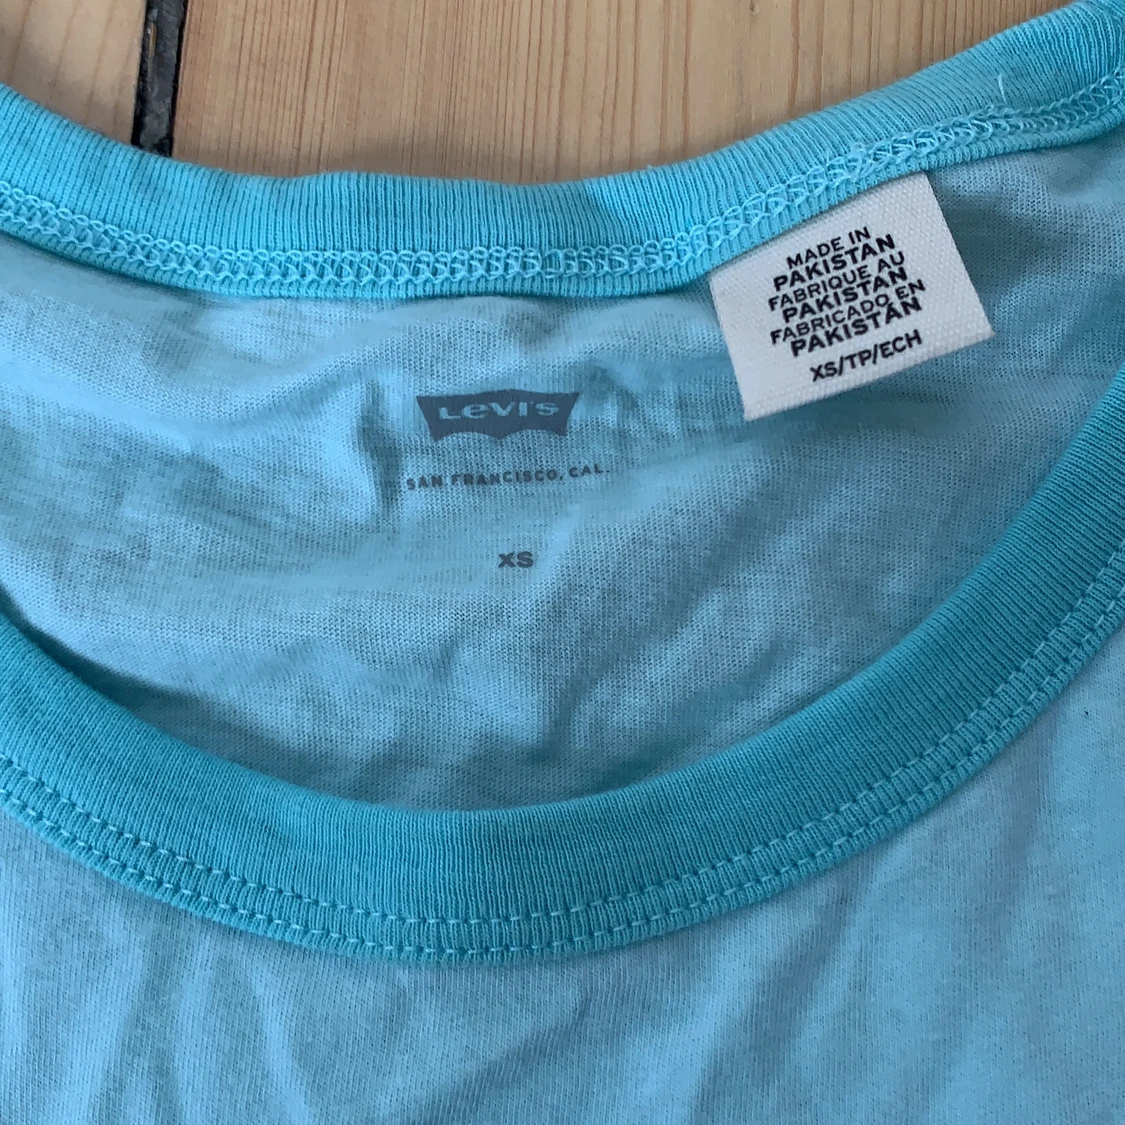 MADE IN
PAKISTAN
FABRIQUE AU
PAKISTAN
FABRICADO EN
PAKISTÁN
XS/TP/ECH
LEVI'S
SAN FRANCISCO, CAL.
XS